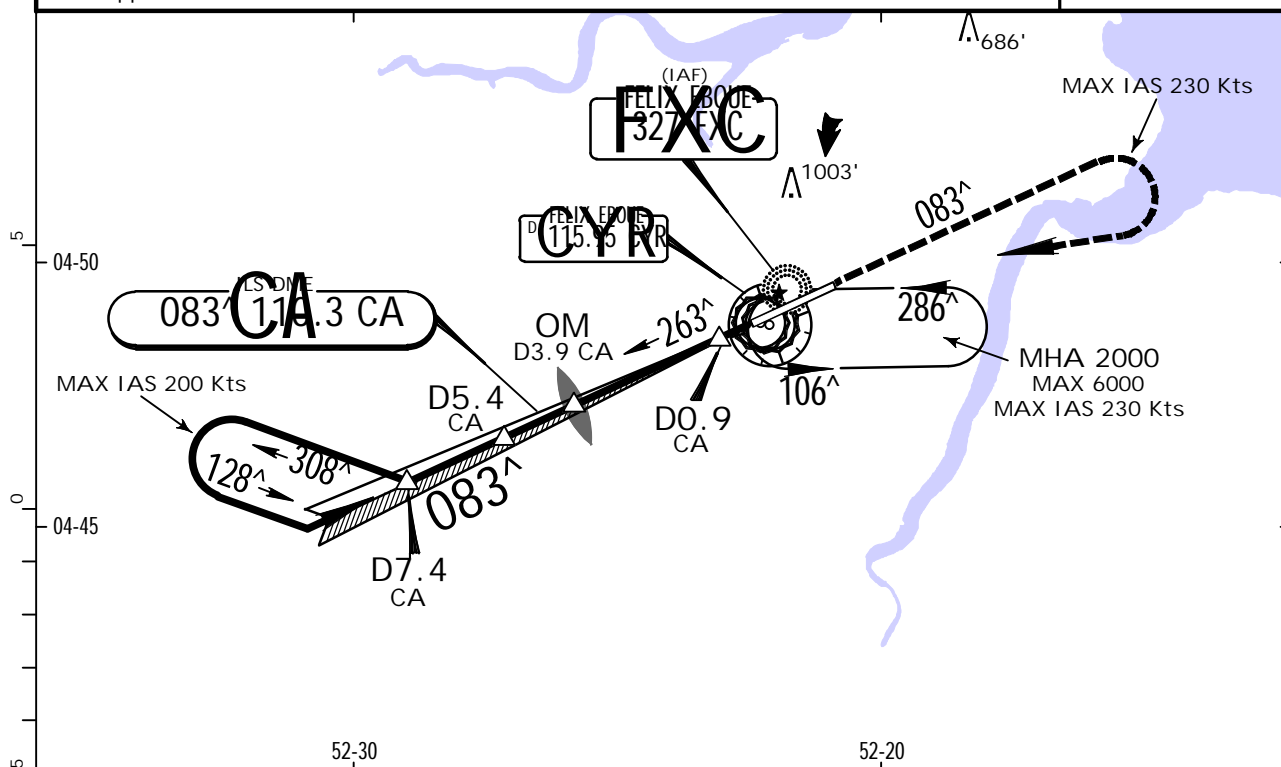 686'
MAX IAS 230 Kts
(IAF)
FELIX EBOUE
327 FXC
FXC
1003'
083^
FELIX EBOUE
D 115.95 CYR
CYR
5
04-50
ILS DME
083^ CA
CA
OM
D3.9 CA
263^
286^
MHA 2000
MAX 6000
MAX IAS 230 Kts
106^
MAX IAS 200 Kts
D5.4
CA
D0.9
CA
308^
128^
083^
0
04-45
D7.4
CA
52-30
52-20
5